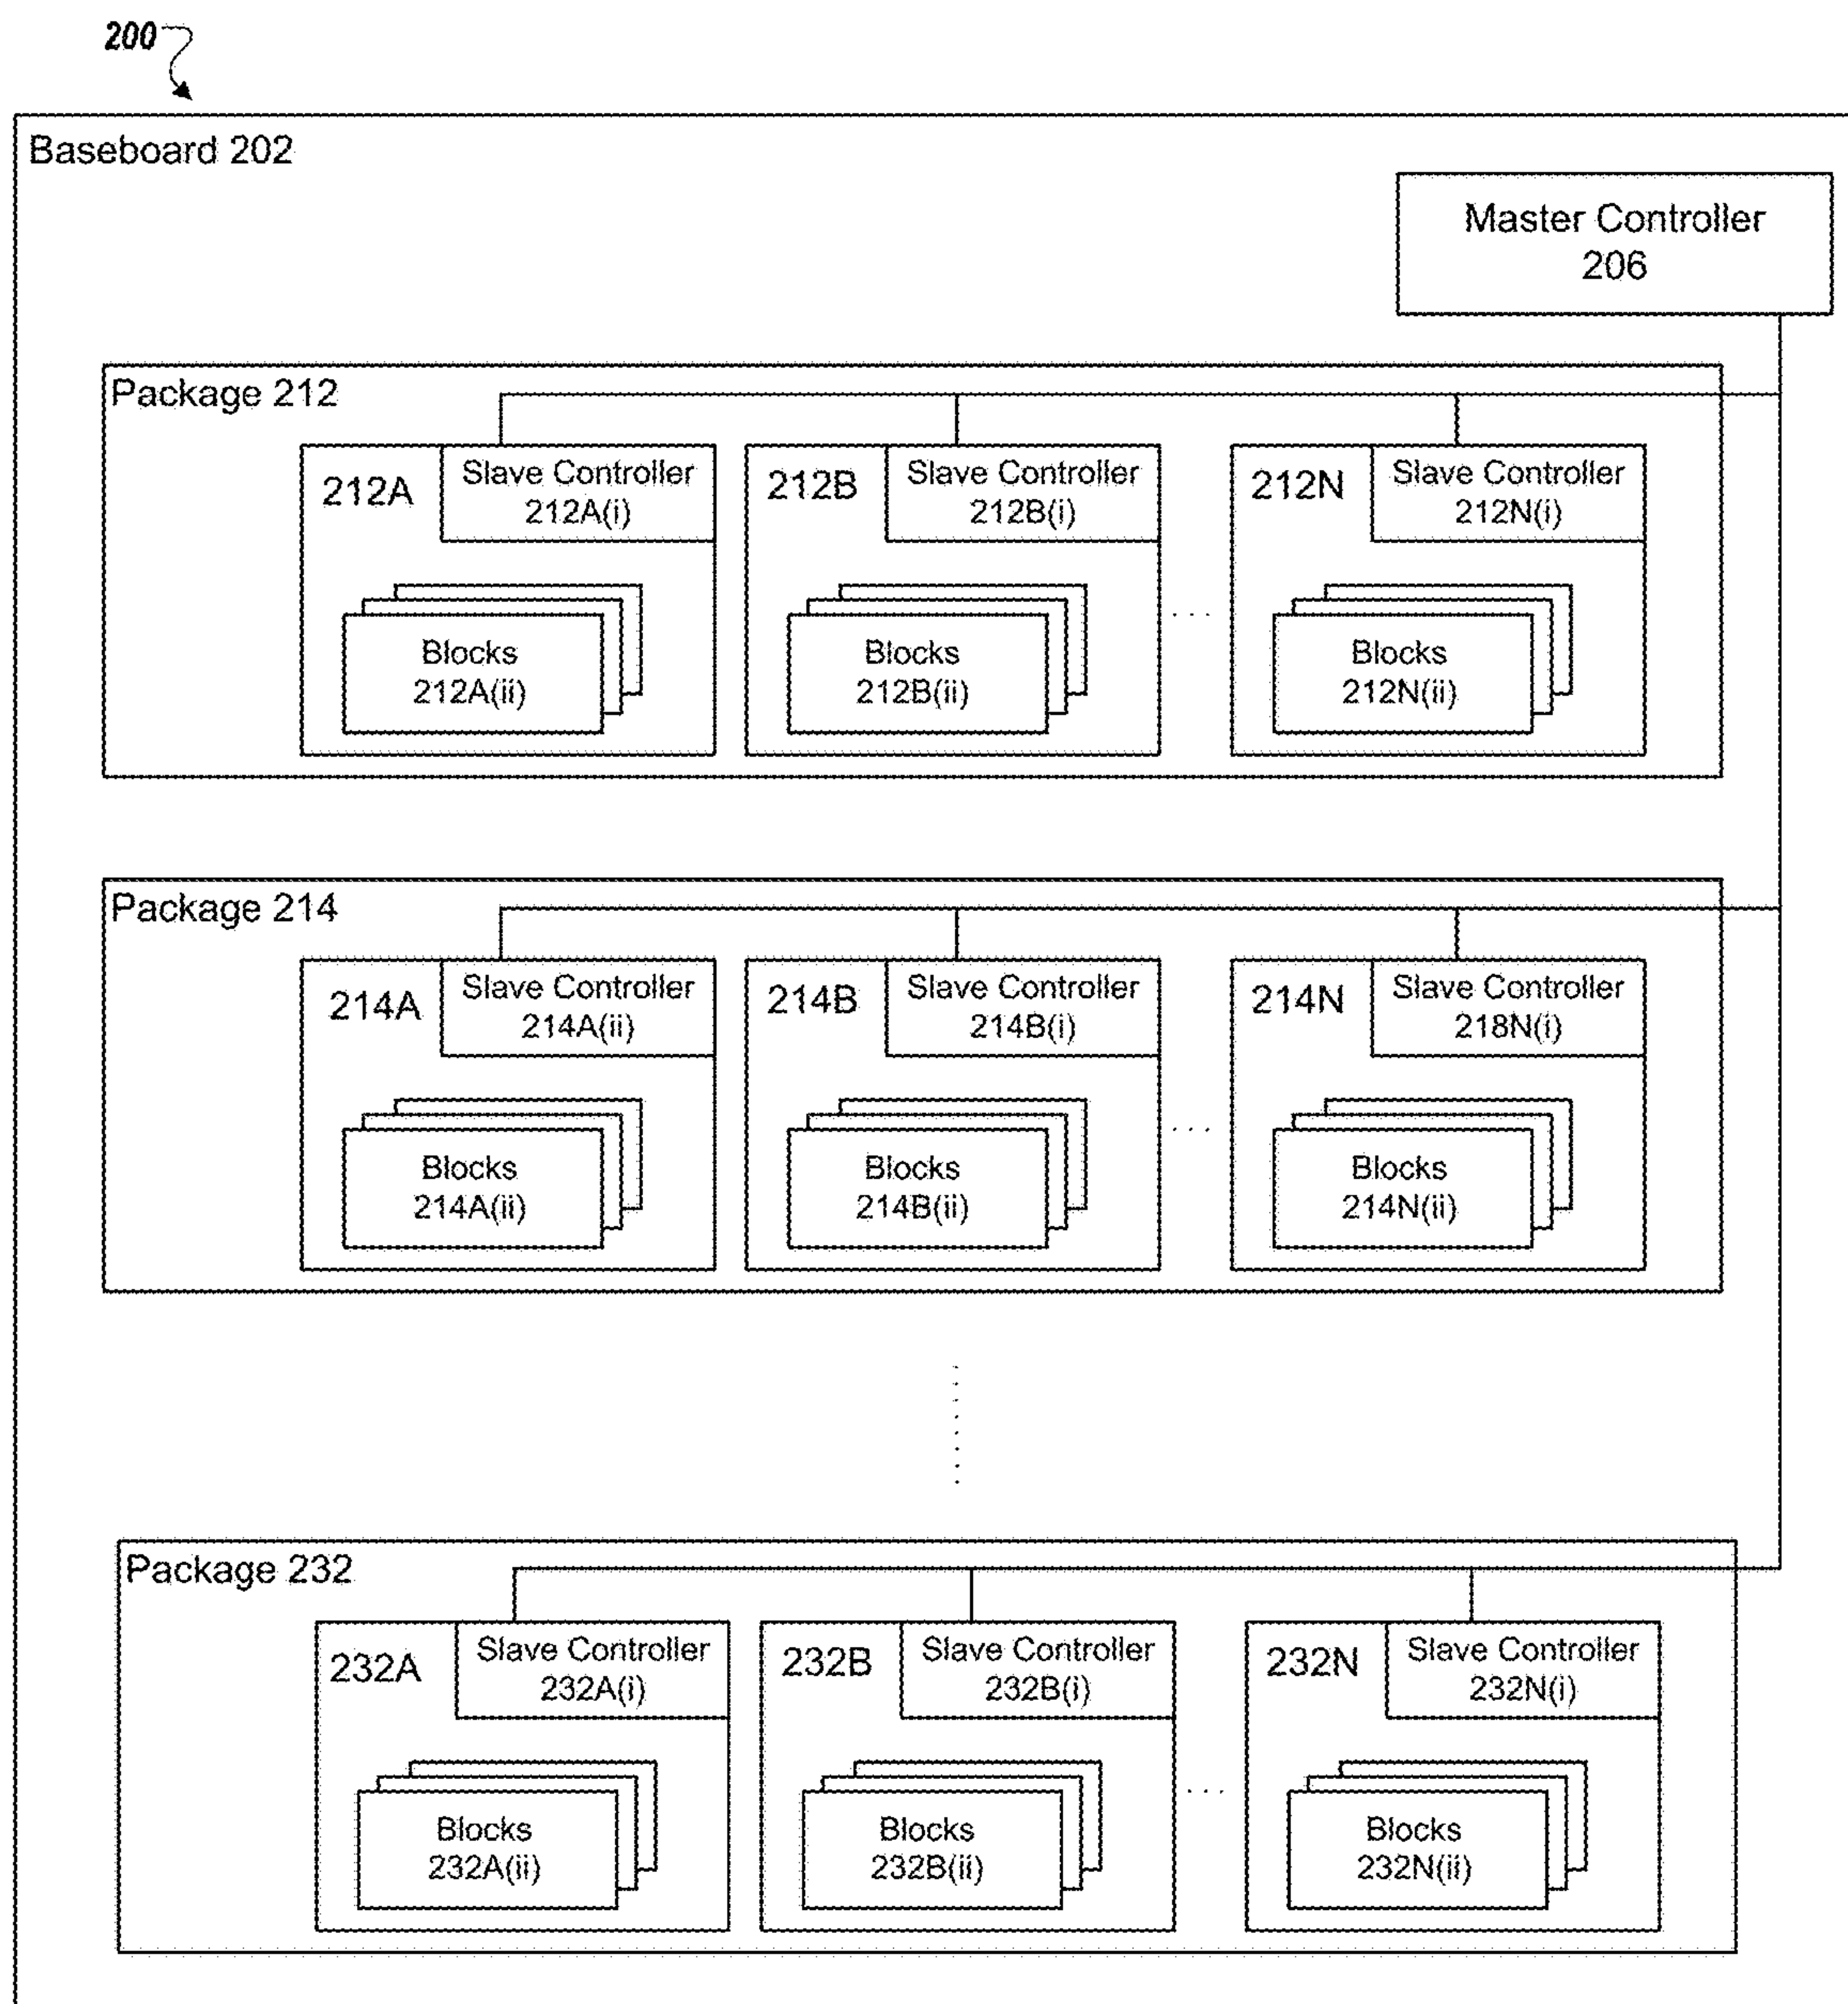 200
Baseboard 202
Master Controller
206
Package 212
212A
Slave Controller
212A(i)
212B
Slave Controller
212B(i)
212N
Slave Controller
212N(i)
Blocks
212A(ii)
Blocks
212B(ii)
. . .
Blocks
212N(ii)
Package 214
214A
Slave Controller
214A(ii)
214B
Slave Controller
214B(i)
214N
Slave Controller
218N(i)
Blocks
214A(ii)
Blocks
214B(ii)
. . .
Blocks
214N(ii)
Package 232
232A
Slave Controller
232A(i)
232B
Slave Controller
232B(i)
232N
Slave Controller
232N(i)
Blocks
232A(ii)
Blocks
232B(ii)
. . .
Blocks
232N(ii)